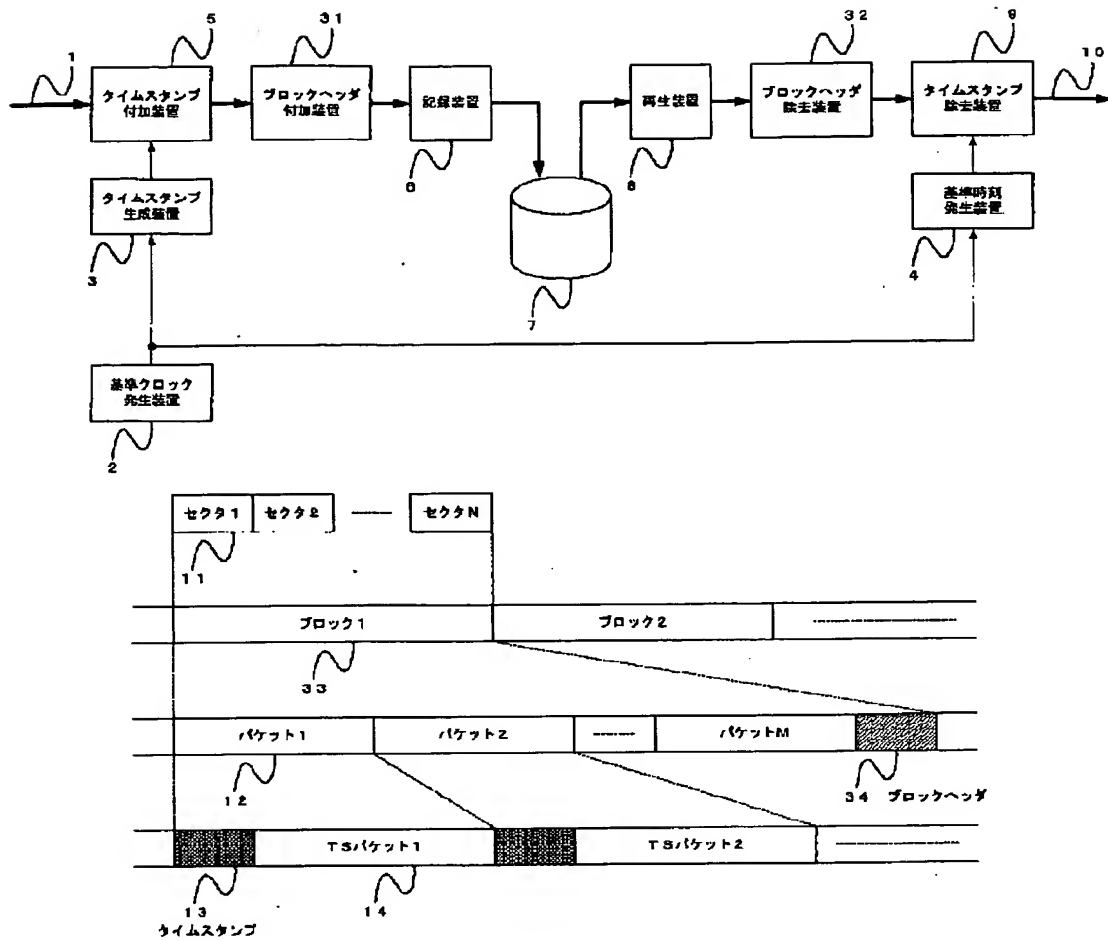 5
31
32
9
1
10
タイムスタンプ
付加装置
ブロックヘッダ
付加装置
記録装置
再生装置
ブロックヘッダ
除去装置
タイムスタンプ
除去装置
6
8
タイムスタンプ
生成装置
基準時刻
発生装置
3
4
7
基準クロック
発生装置
2
セクタ1
セクタ2
セクタN
11
ブロック1
ブロック2
33
パケット1
パケット2
パケットM
12
34 ブロックヘッダ
TSパケット1
TSパケット2
13
14
タイムスタンプ